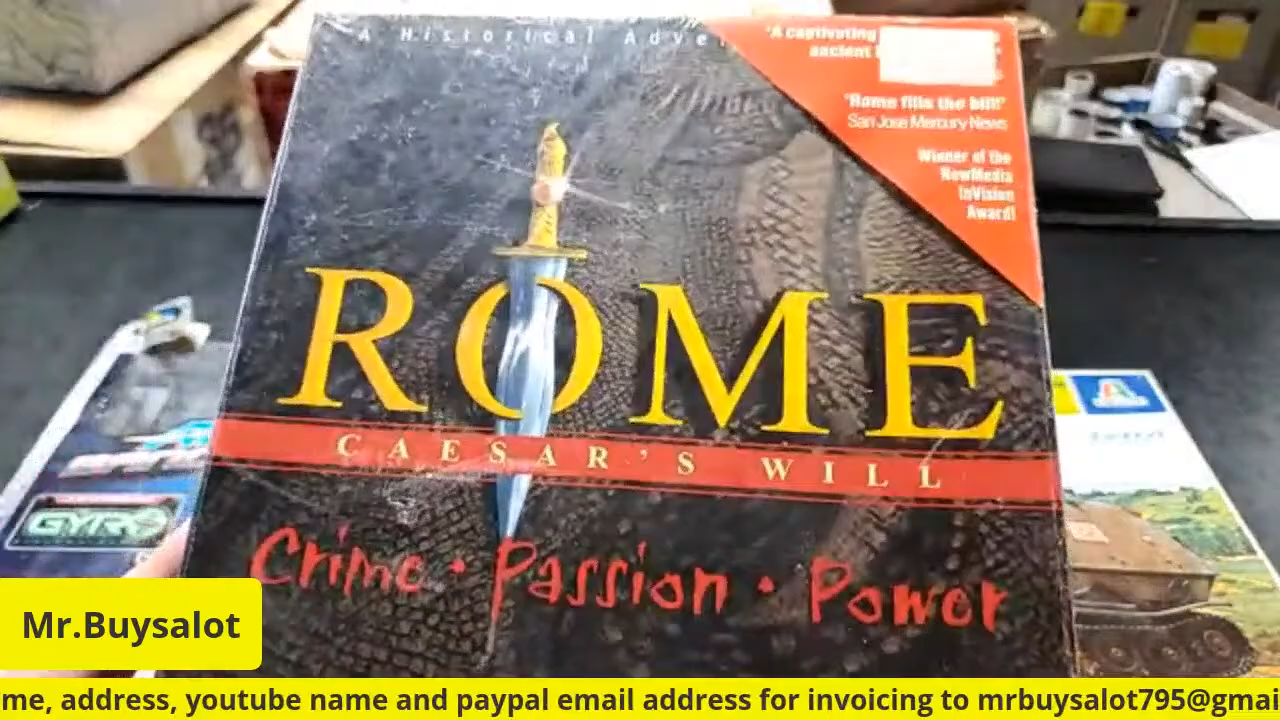 A Historical Adve
'A captivating
ancient
'Rome fills the bill!'
San Jose Mercury News
Winner of the
NewMedia
InVision
Award!
ROME
CAESAR'S WILL
Crime · Passion · Power
GYRO
Mr.Buysalot
me, address, youtube name and paypal email address for invoicing to mrbuysalot795@gmai